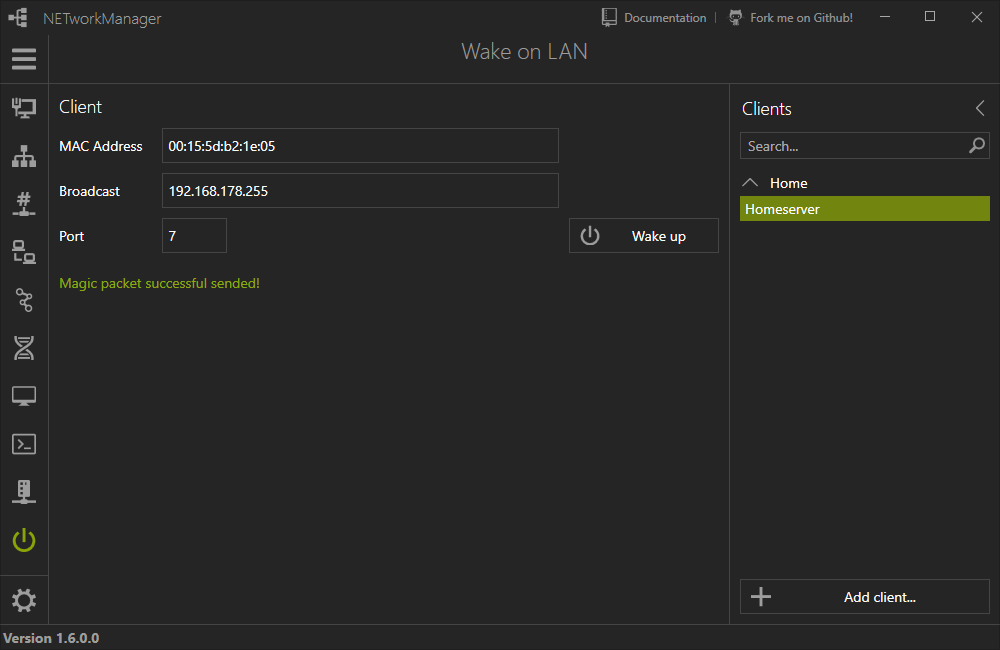 NETworkManager
Documentation
Fork me on Github!
Wake on LAN
Client
MAC Address
00:15:5d:b2:1e:05
Broadcast
192.168.178.255
Port
7
Wake up
Magic packet successful sended!
Clients
Search...
Home
Homeserver
Add client...
Version 1.6.0.0